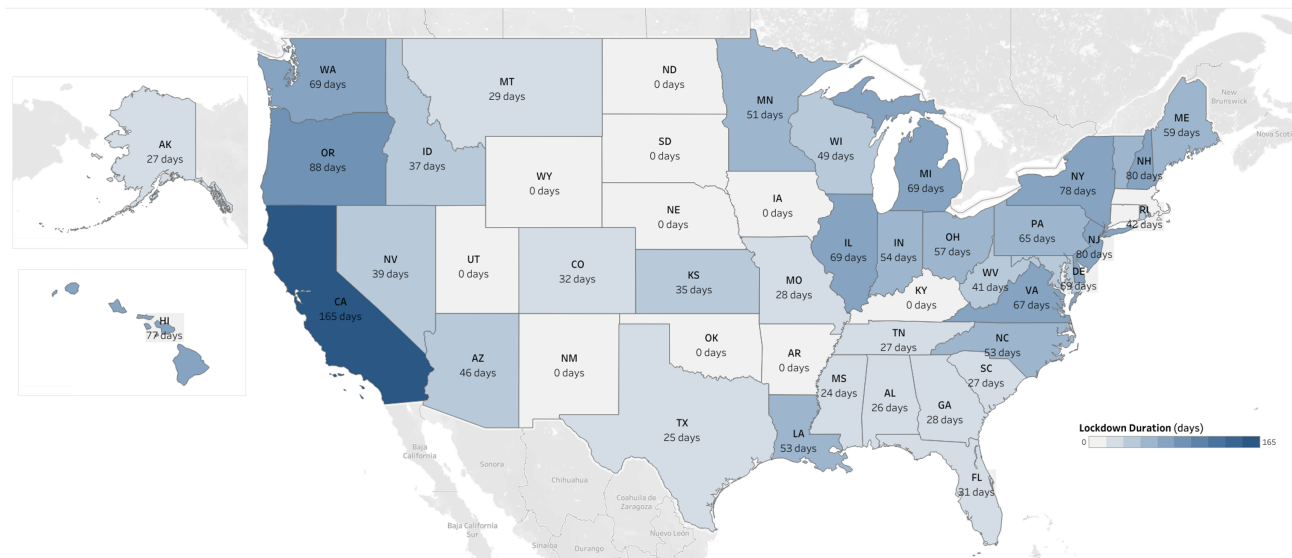 WA
69 days
MT
29 days
ND
0 days
MN
51 days
ME
59 days
New
Brunswick
Nova Scotia
AK
27 days
OR
88 days
ID
37 days
SD
0 days
WI
49 days
MI
69 days
NH
80 days
NY
78 days
WY
0 days
NE
0 days
IA
0 days
RI
42 days
PA
65 days
NJ
80 days
NV
39 days
UT
0 days
CO
32 days
KS
35 days
MO
28 days
IL
69 days
IN
54 days
OH
57 days
WV
41 days
DE
69 days
VA
67 days
KY
0 days
HI
77 days
CA
165 days
AZ
46 days
NM
0 days
OK
0 days
AR
0 days
TN
27 days
NC
53 days
SC
27 days
MS
24 days
AL
26 days
GA
28 days
TX
25 days
LA
53 days
FL
31 days
Lockdown Duration (days)
0
165
Baja
California
Sonora
Chihuahua
Coahuila de
Zaragoza
Baja California
Sur
Sinaloa
Durango
Nuevo León